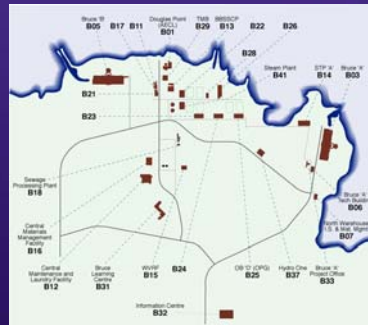 Bruce 'B'
B05
B17
B11
Douglas Point
(AECL)
B01
TMB
B29
BBSSCP
B13
B22
B26
B28
Steam Plant
B41
STP 'A'
B14
Bruce 'A'
B03
B21
B23
Sewage
Processing Plant
B18
Central
Materials
Management
Facility
B16
Central
Maintenance and
Laundry Facility
B12
Bruce
Learning
Centre
B31
WVRF
B15
B24
Information Centre
B32
OB 'D' (OPG)
B25
Hydro One
B37
Bruce 'A'
Project Office
B33
Bruce 'A'
Tech Building
B06
North Warehouse
I.S. & Mat. Mgmt
B07